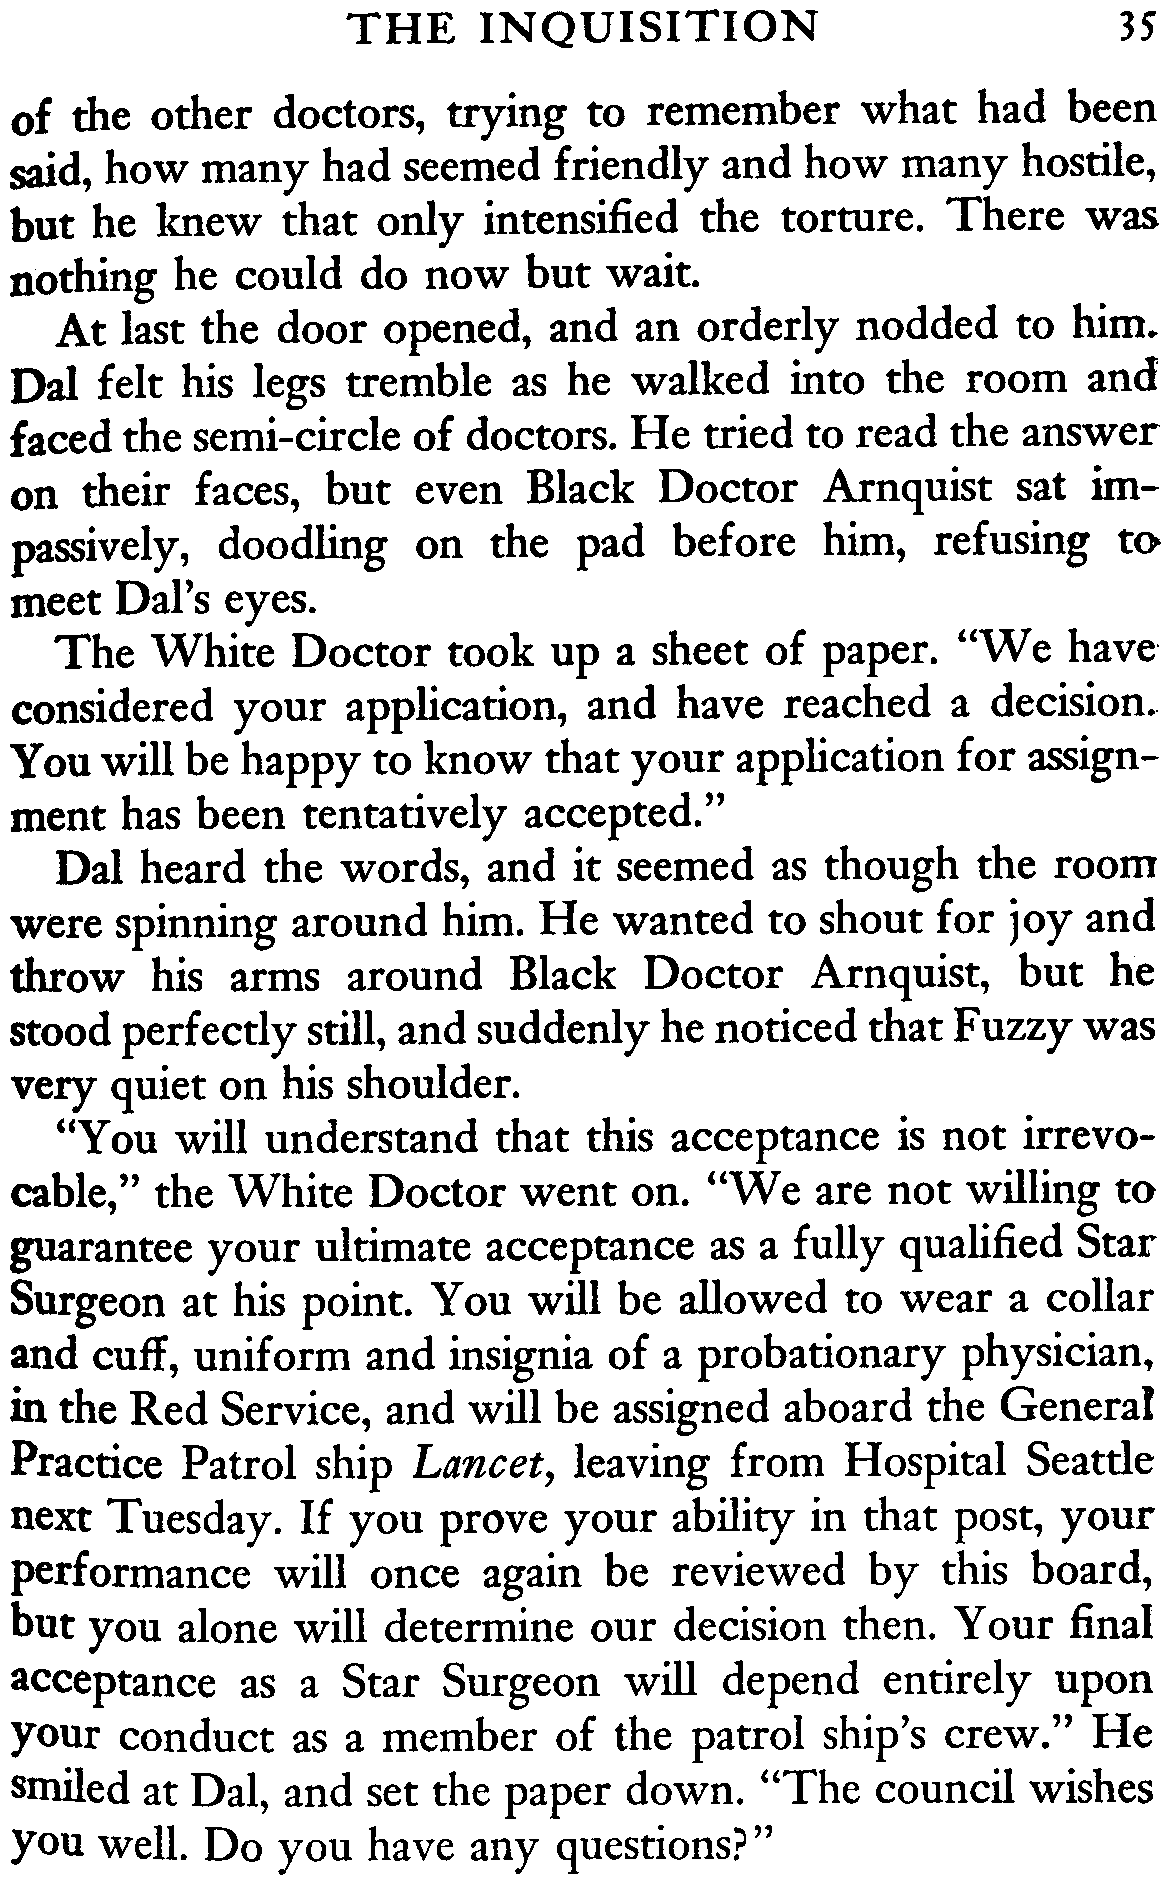 THE INQUISITION 35
of the other doctors, trying to remember what had been
said, how many had seemed friendly and how many hostile,
but he knew that only intensified the torture. There was
nothing he could do now but wait.
At last the door opened, and an orderly nodded to him.
Dal felt his legs tremble as he walked into the room and
faced the semi-circle of doctors. He tried to read the answer
on their faces, but even Black Doctor Arnquist sat im-
passively, doodling on the pad before him, refusing to
meet Dal's eyes.
The White Doctor took up a sheet of paper. “We have
considered your application, and have reached a decision.
You will be happy to know that your application for assign-
ment has been tentatively accepted.”
Dal heard the words, and it seemed as though the room
were spinning around him. He wanted to shout for joy and
throw his arms around Black Doctor Arnquist, but he
stood perfectly still, and suddenly he noticed that Fuzzy was
very quiet on his shoulder.
“You will understand that this acceptance is not irrevo-
cable,” the White Doctor went on. “We are not willing to
guarantee your ultimate acceptance as a fully qualified Star
Surgeon at his point. You will be allowed to wear a collar
and cuff, uniform and insignia of a probationary physician,
in the Red Service, and will be assigned aboard the General
Practice Patrol ship Lancet, leaving from Hospital Seattle
next Tuesday. If you prove your ability in that post, your
performance will once again be reviewed by this board,
but you alone will determine our decision then. Your final
acceptance as a Star Surgeon will depend entirely upon
your conduct as a member of the patrol ship's crew.” He
smiled at Dal, and set the paper down. “The council wishes
you well. Do you have any questions?”